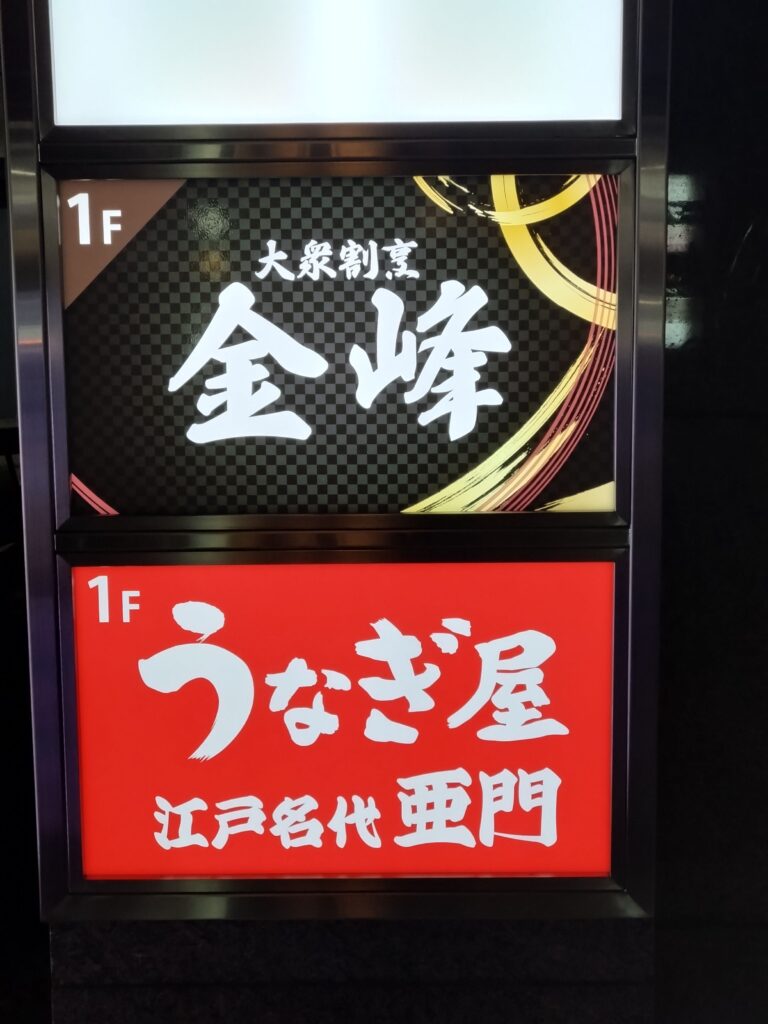 1F
大衆割烹
金峰
1F
うなぎ屋
江戸名代 亜門